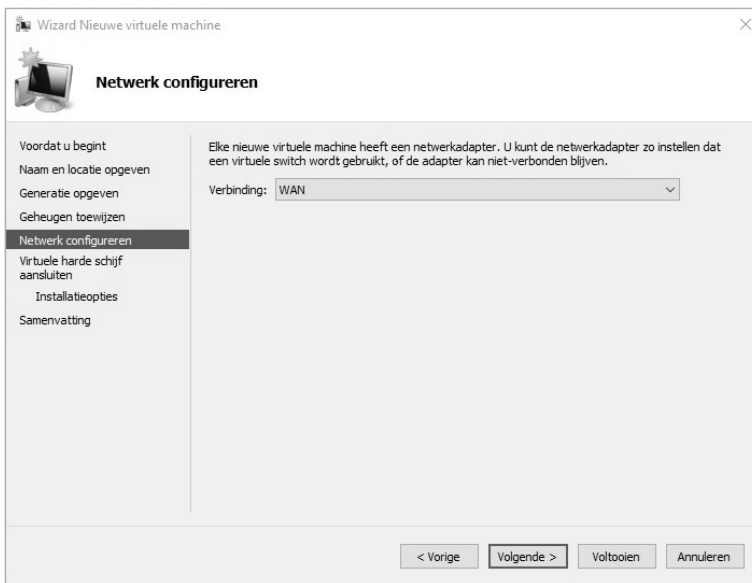 Wizard Nieuwe virtuele machine
Netwerk configureren
Voordat u begint
Naam en locatie opgeven
Generatie opgeven
Geheugen toewijzen
Netwerk configureren
Virtuele harde schijf
aansluiten
Installatieopties
Samenvatting
Elke nieuwe virtuele machine heeft een netwerkadapter. U kunt de netwerkadapter zo instellen dat
een virtuele switch wordt gebruikt, of de adapter kan niet-verbonden blijven.
Verbinding: WAN
< Vorige Volgende > Voltooien Annuleren